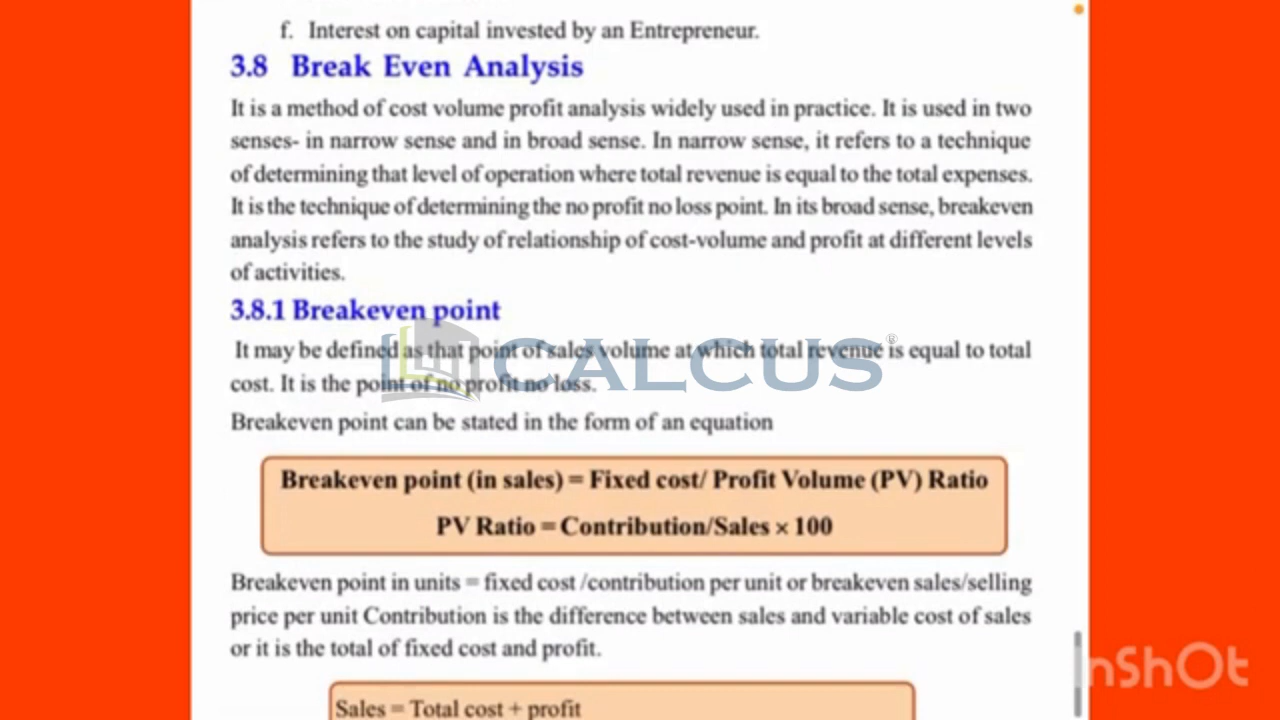 f. Interest on capital invested by an Entrepreneur.
3.8 Break Even Analysis
It is a method of cost volume profit analysis widely used in practice. It is used in two
senses- in narrow sense and in broad sense. In narrow sense, it refers to a technique
of determining that level of operation where total revenue is equal to the total expenses.
It is the technique of determining the no profit no loss point. In its broad sense, breakeven
analysis refers to the study of relationship of cost-volume and profit at different levels
of activities.
3.8.1 Breakeven point
It may be defined as that point of sales volume at which total revenue is equal to total
cost. It is the point of no profit no loss.
CALCUS®
Breakeven point can be stated in the form of an equation
Breakeven point (in sales) = Fixed cost/ Profit Volume (PV) Ratio
PV Ratio = Contribution/Sales × 100
Breakeven point in units = fixed cost /contribution per unit or breakeven sales/selling
price per unit Contribution is the difference between sales and variable cost of sales
or it is the total of fixed cost and profit.
InShOt
Sales = Total cost + profit